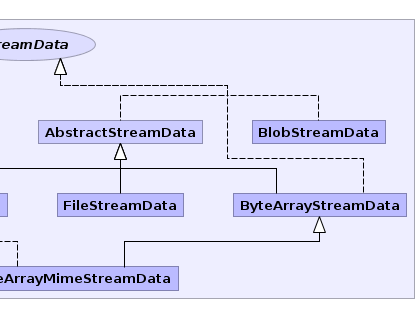 reamData
AbstractStreamData
BlobStreamData
FileStreamData
ByteArrayStreamData
eArrayMimeStreamData